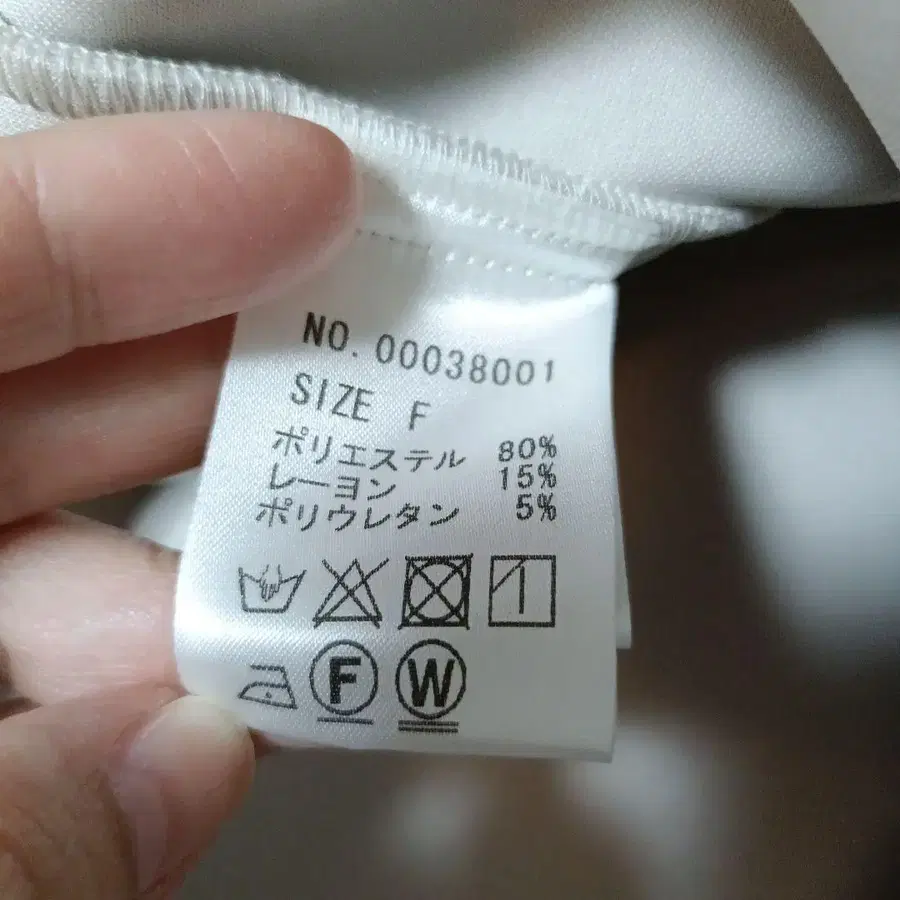 NO. 00038001
SIZE F
ポリエステル 80%
レーヨン 15%
ポリウレタン 5%
F W